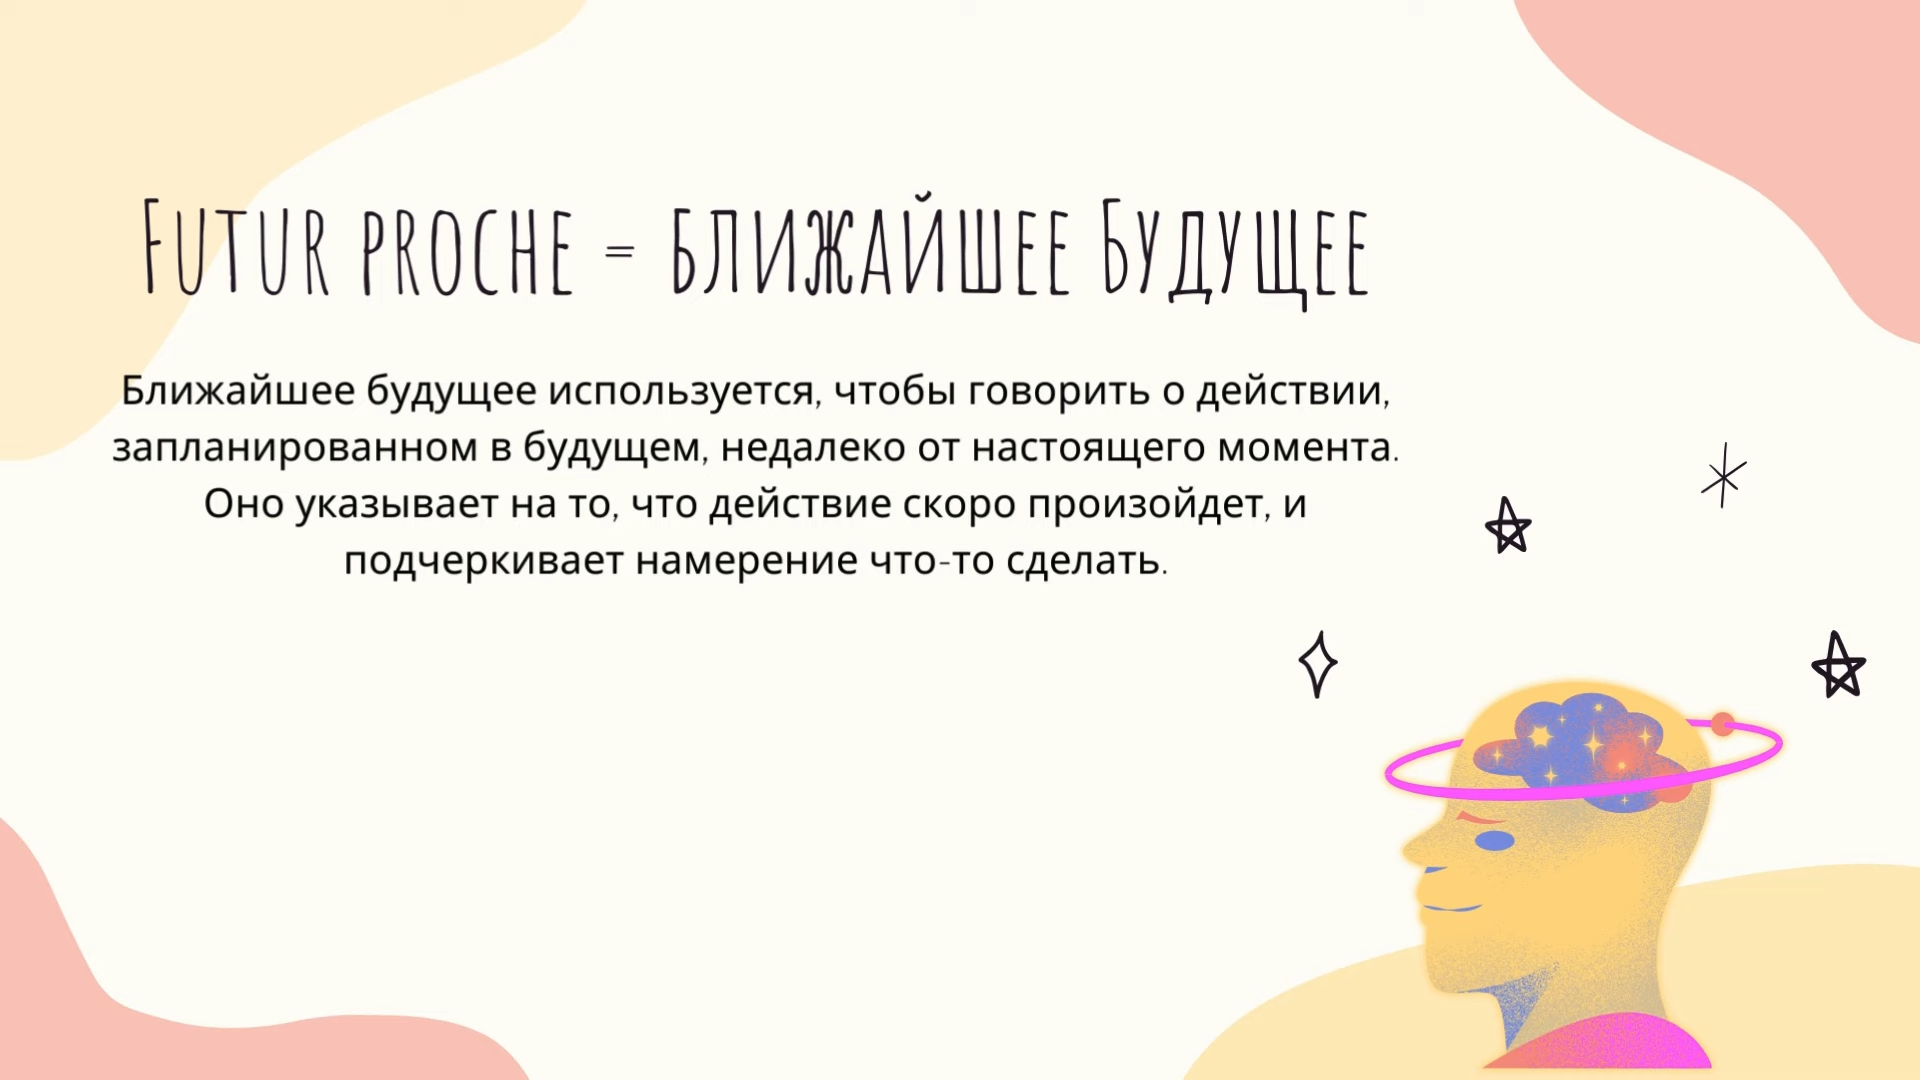 Futur proche = ближайшее Будущее
Ближайшее будущее используется, чтобы говорить о действии,
запланированном в будущем, недалеко от настоящего момента.
Оно указывает на то, что действие скоро произойдет, и
подчеркивает намерение что-то сделать.